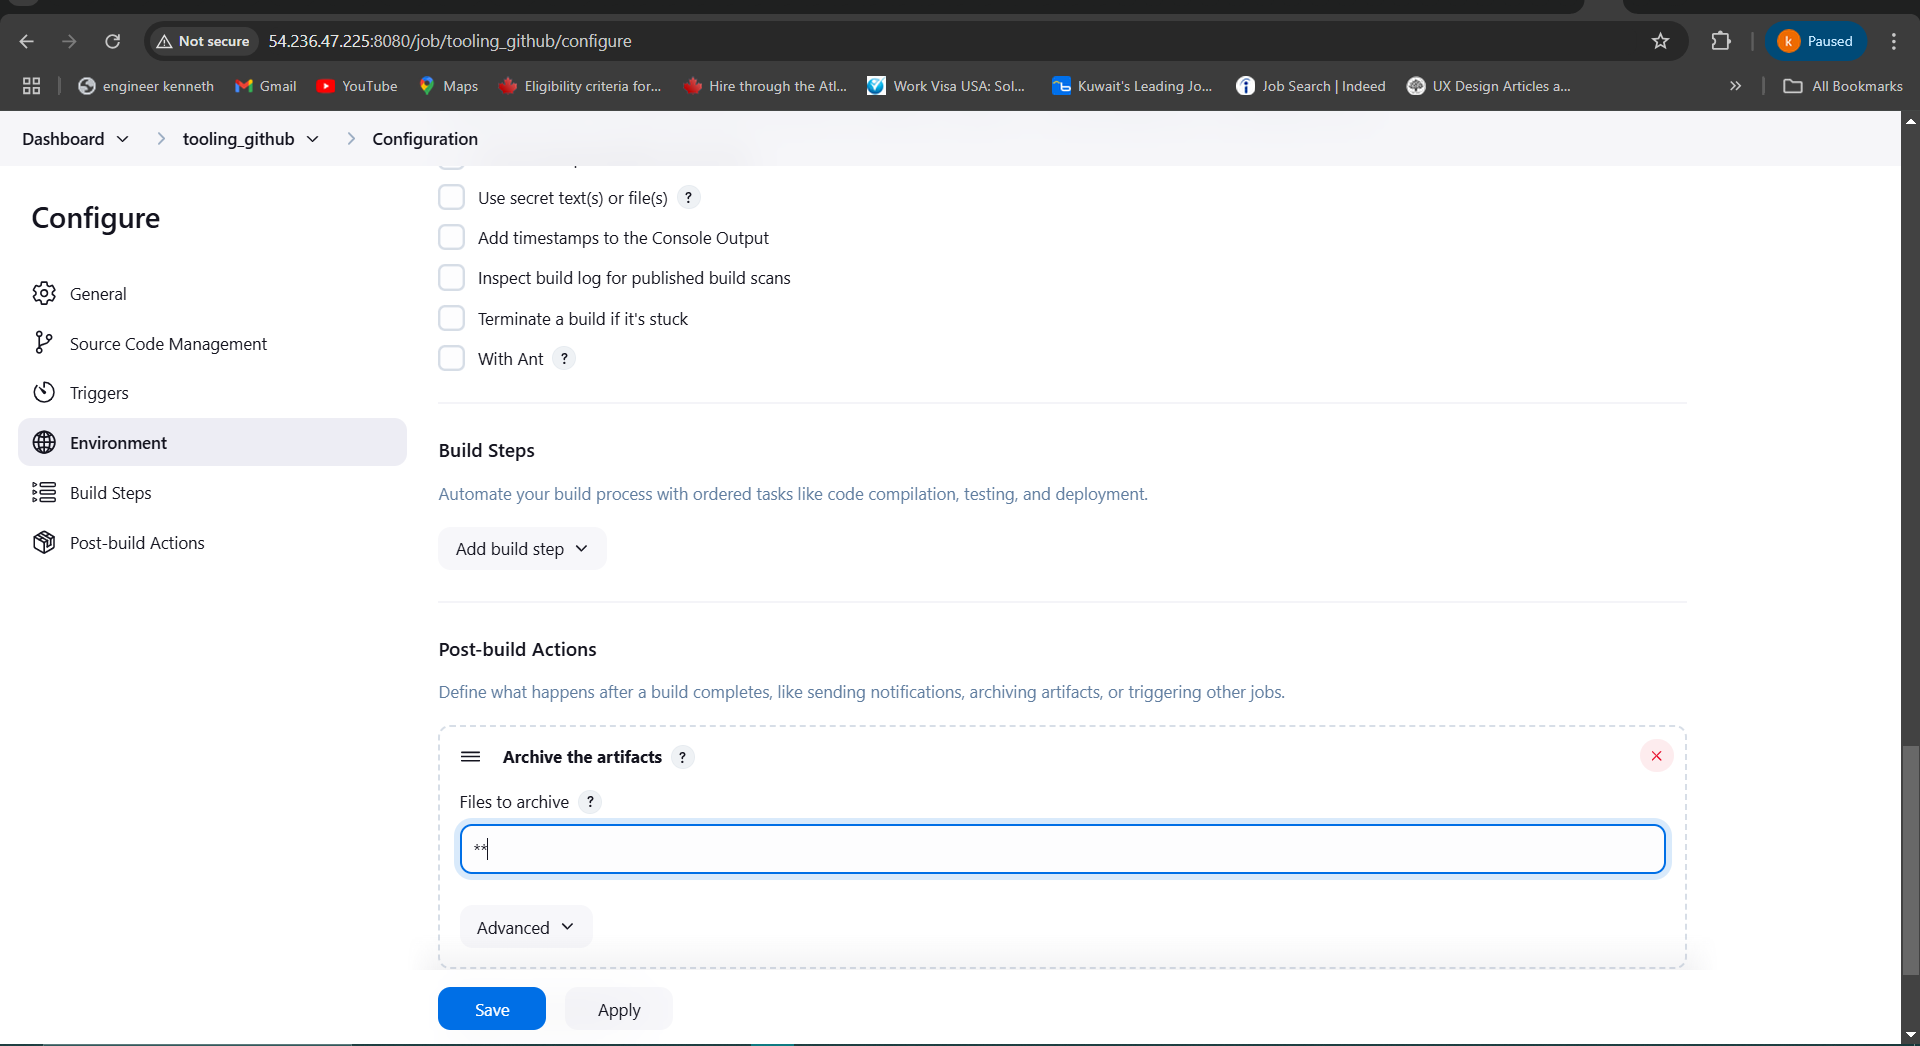 Not secure 54.236.47.225:8080/job/tooling_github/configure k Paused
engineer kenneth Gmail YouTube Maps Eligibility criteria for... Hire through the Atl... Work Visa USA: Sol... Kuwait's Leading Jo... Job Search | Indeed UX Design Articles a... » All Bookmarks
Dashboard tooling_github Configuration
Use secret text(s) or file(s) ?
Configure
Add timestamps to the Console Output
Inspect build log for published build scans
General
Terminate a build if it's stuck
Source Code Management
With Ant ?
Triggers
Environment
Build Steps
Build Steps
Automate your build process with ordered tasks like code compilation, testing, and deployment.
Post-build Actions
Add build step
Post-build Actions
Define what happens after a build completes, like sending notifications, archiving artifacts, or triggering other jobs.
Archive the artifacts ?
Files to archive ?
**
Advanced
Save Apply